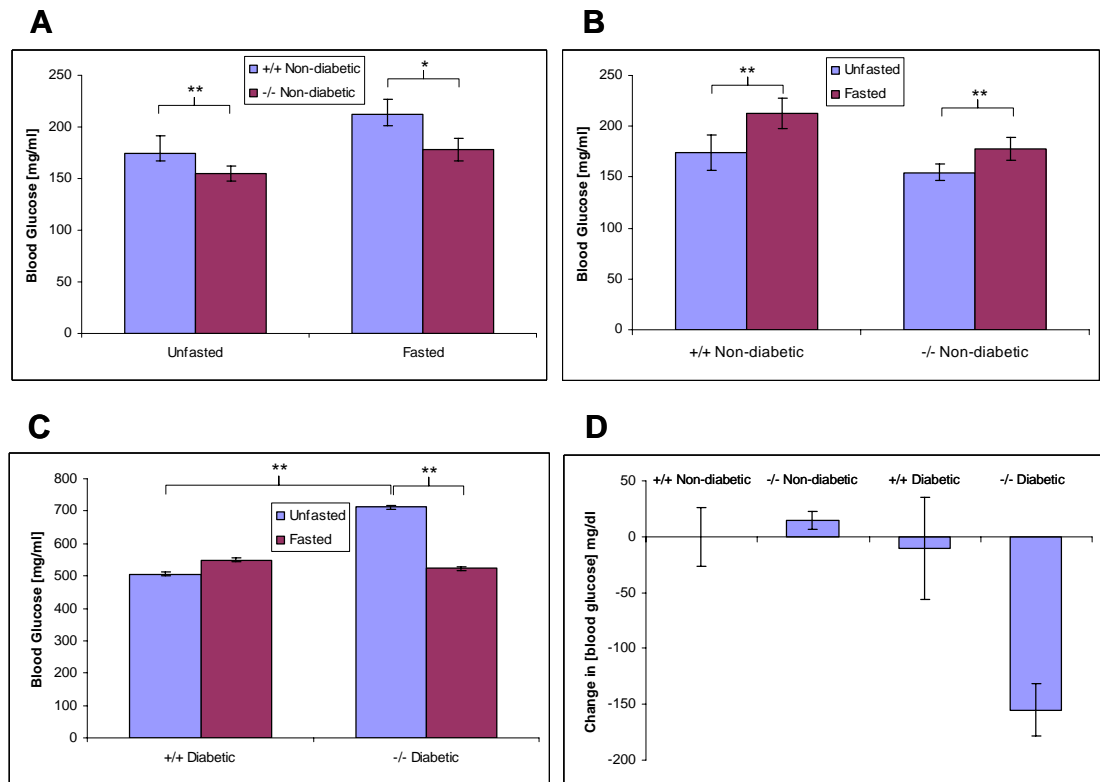 A
250
200
150
100
50
0
Blood Glucose [mg/ml]
+/+ Non-diabetic
-/- Non-diabetic
**
*
Unfasted
Fasted
B
250
200
150
100
50
0
Blood Glucose [mg/ml]
Unfasted
Fasted
**
**
+/+ Non-diabetic
-/- Non-diabetic
C
800
700
600
500
400
300
200
100
0
Blood Glucose [mg/ml]
**
**
Unfasted
Fasted
+/+ Diabetic
-/- Diabetic
D
50
0
-50
-100
-150
-200
Change in [blood glucose] mg/dl
+/+ Non-diabetic
-/- Non-diabetic
+/+ Diabetic
-/- Diabetic